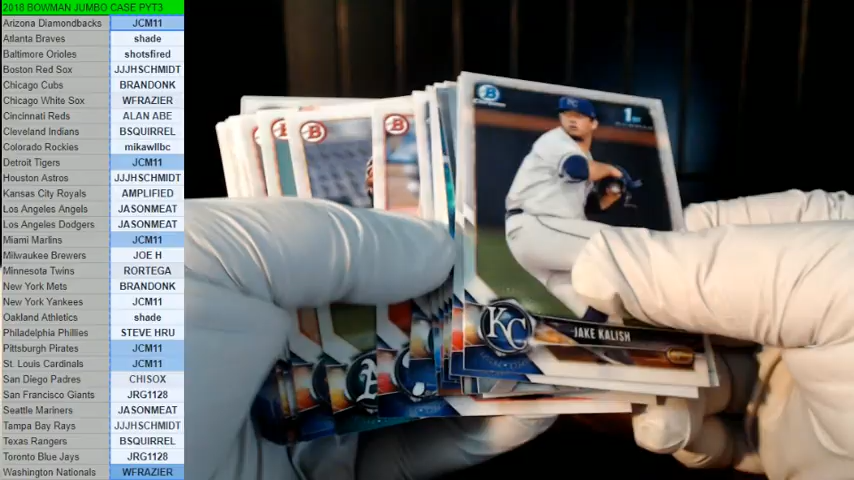 2018 BOWMAN JUMBO CASE PYT3
Arizona Diamondbacks JCM11
Atlanta Braves shade
Baltimore Orioles shotsfired
Boston Red Sox JJJHSCHMIDT
Chicago Cubs BRANDONK
Chicago White Sox WFRAZIER
Cincinnati Reds ALAN ABE
Cleveland Indians BSQUIRREL
Colorado Rockies mikawllbc
Detroit Tigers JCM11
Houston Astros JJJHSCHMIDT
Kansas City Royals AMPLIFIED
Los Angeles Angels JASONMEAT
Los Angeles Dodgers JASONMEAT
Miami Marlins JCM11
Milwaukee Brewers JOE H
Minnesota Twins RORTEGA
New York Mets BRANDONK
New York Yankees JCM11
Oakland Athletics shade
Philadelphia Phillies STEVE HRU
Pittsburgh Pirates JCM11
St. Louis Cardinals JCM11
San Diego Padres CHISOX
San Francisco Giants JRG1128
Seattle Mariners JASONMEAT
Tampa Bay Rays JJJHSCHMIDT
Texas Rangers BSQUIRREL
Toronto Blue Jays JRG1128
Washington Nationals WFRAZIER
B
1ST
B
B
KC
JAKE KALISH